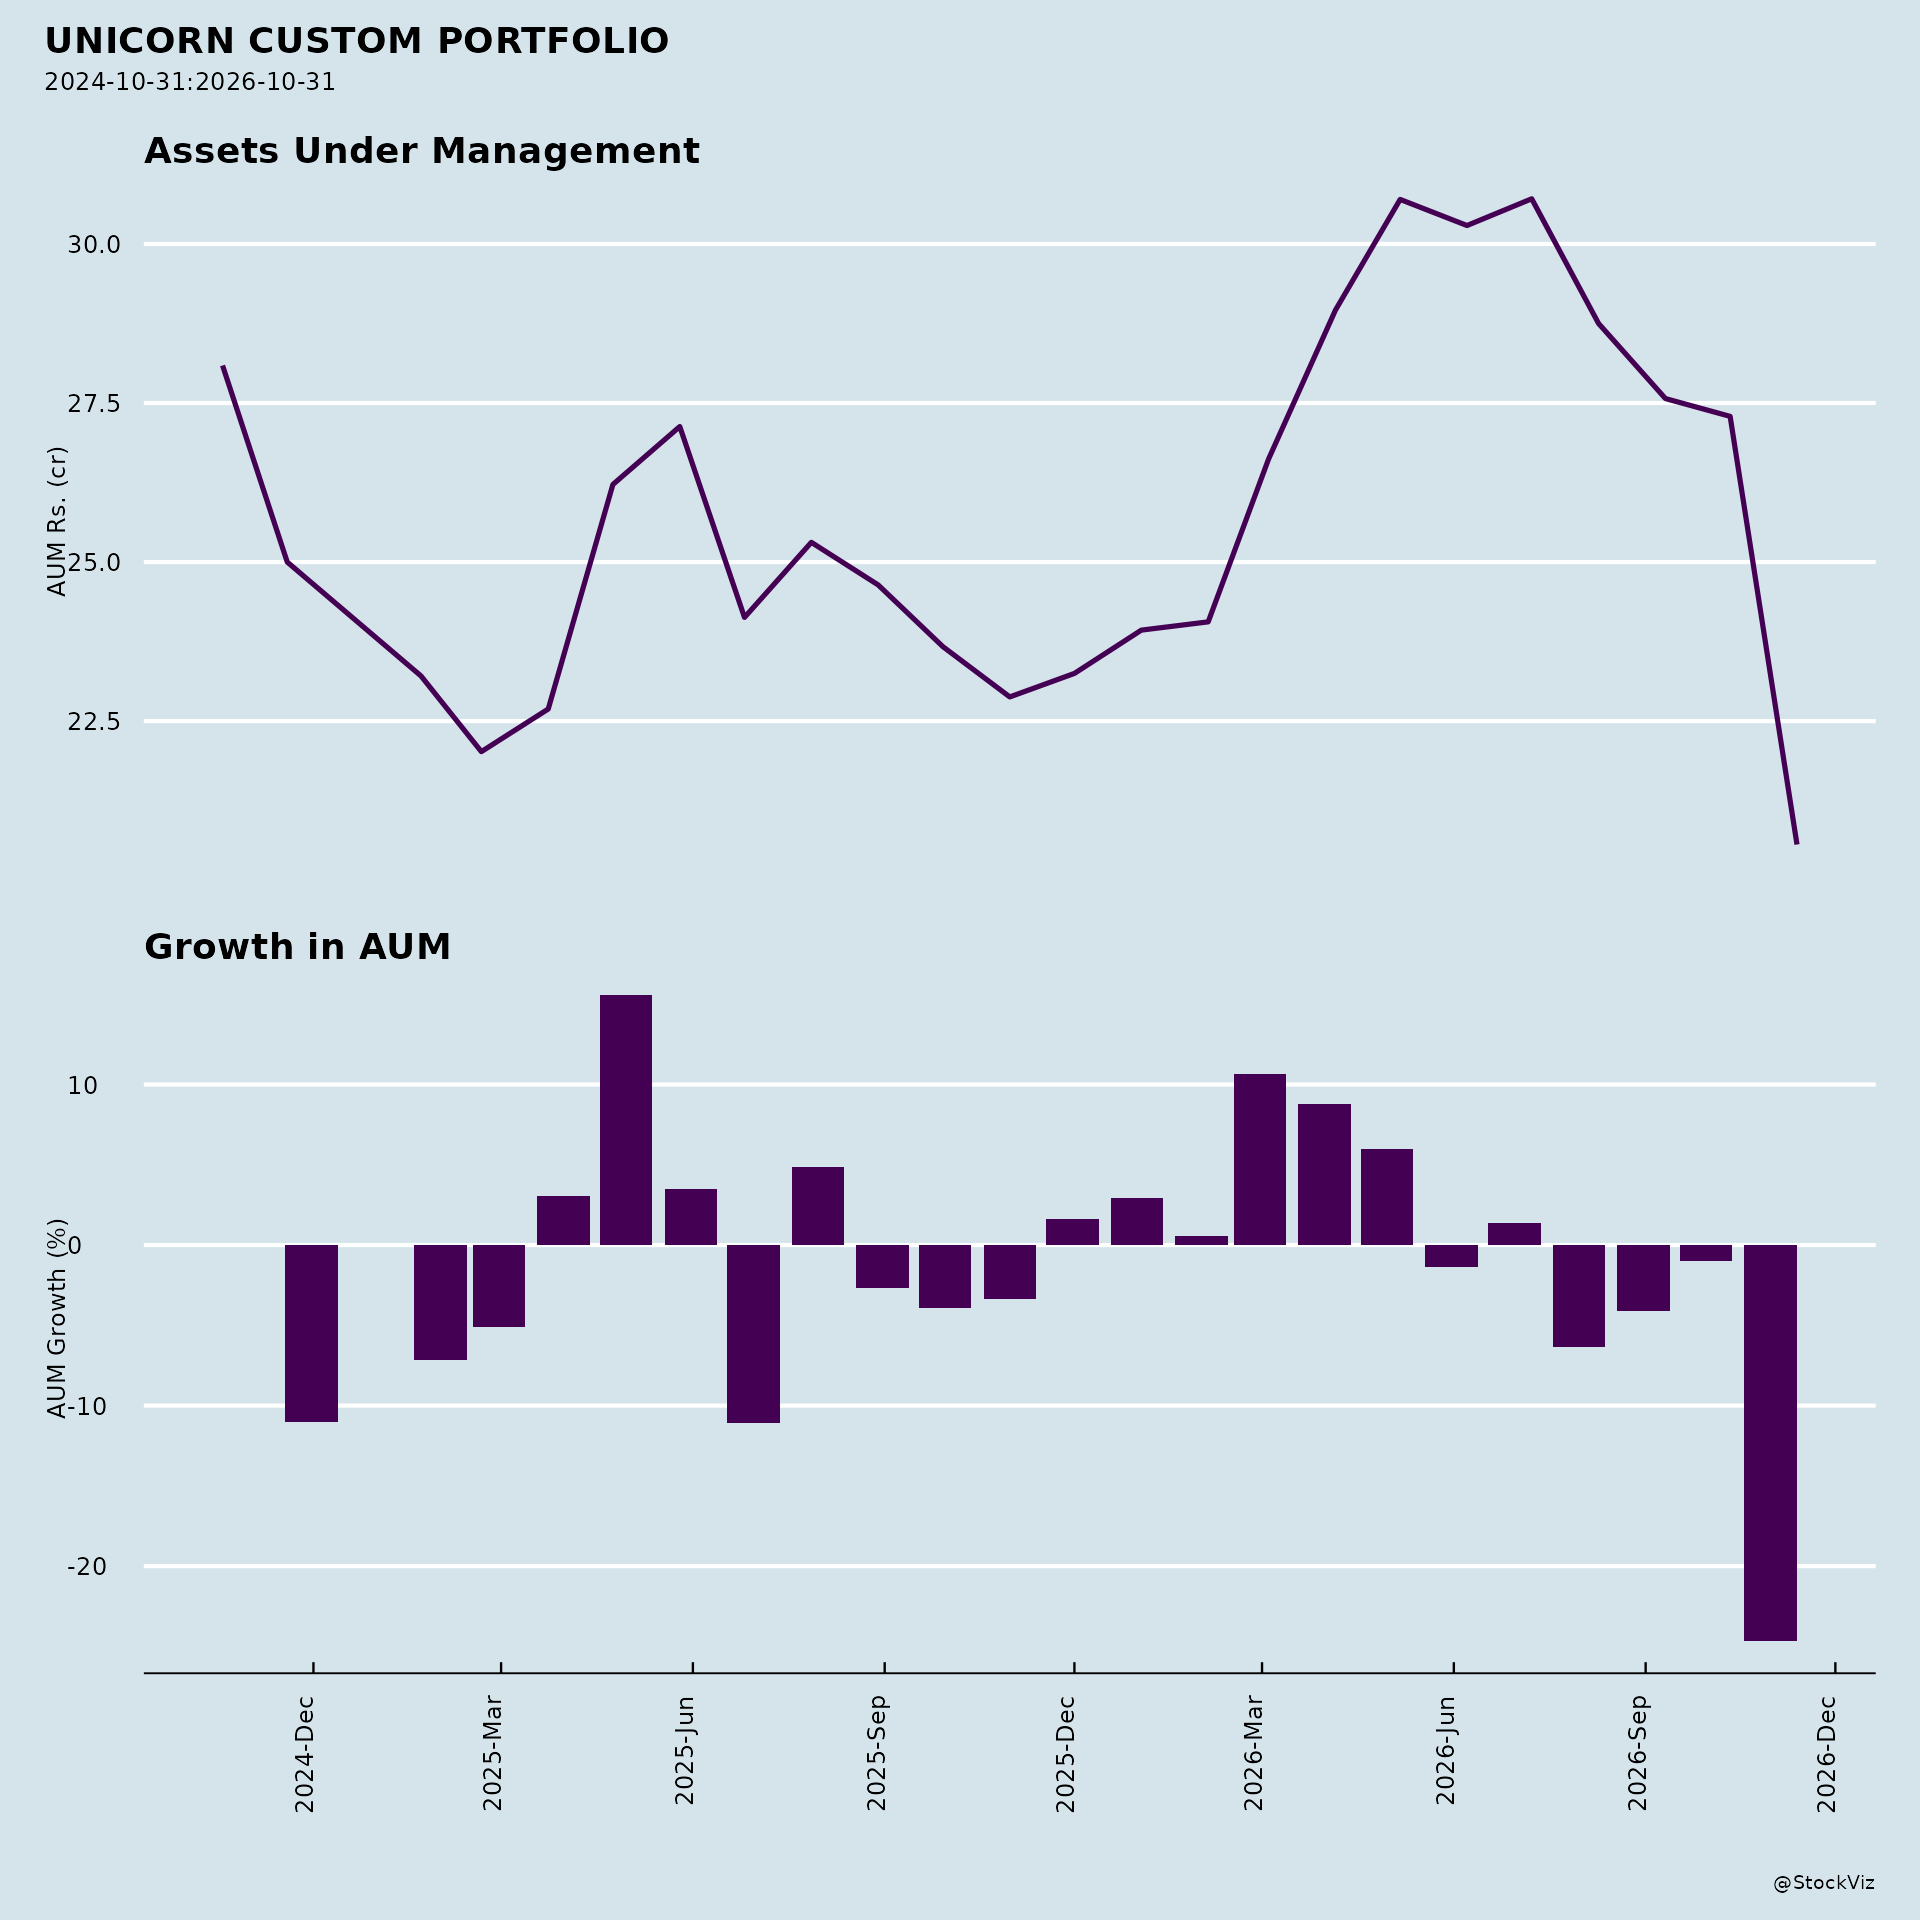 UNICORN CUSTOM PORTFOLIO
2024-10-31:2026-10-31
Assets Under Management
AUM Rs. (cr)
30.0
27.5
25.0
22.5
Growth in AUM
AUM Growth (%)
10
0
-10
-20
2024-Dec
2025-Mar
2025-Jun
2025-Sep
2025-Dec
2026-Mar
2026-Jun
2026-Sep
2026-Dec
@StockViz